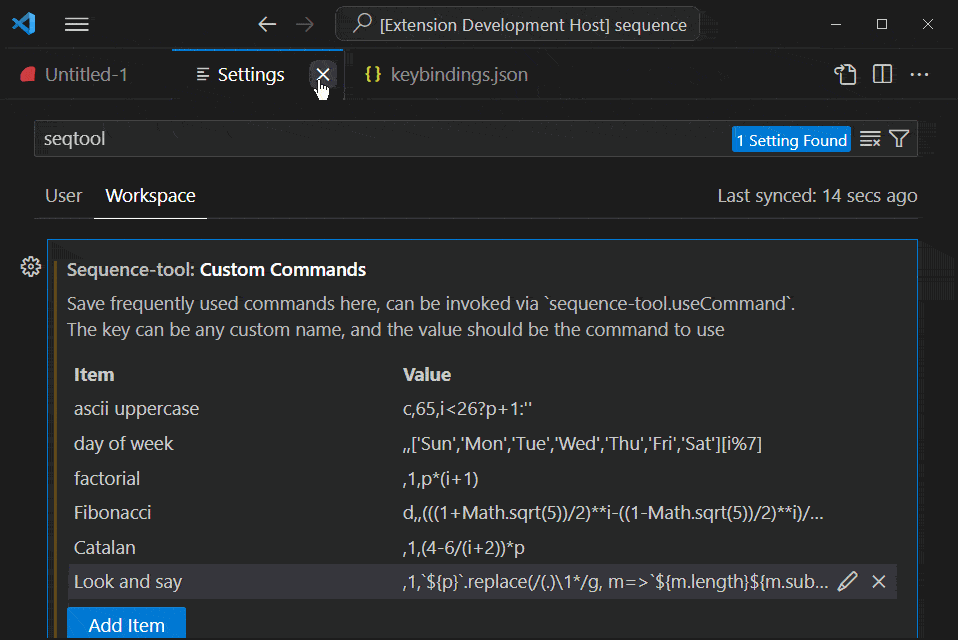 [Extension Development Host] sequence
Untitled-1 Settings keybindings.json
seqtool 1 Setting Found
User Workspace Last synced: 14 secs ago
Sequence-tool: Custom Commands
Save frequently used commands here, can be invoked via `sequence-tool.useCommand`.
The key can be any custom name, and the value should be the command to use
Item Value
ascii uppercase c,65,i<26?p+1:''
day of week ,,['Sun','Mon','Tue','Wed','Thu','Fri','Sat'][i%7]
factorial ,1,p*(i+1)
Fibonacci d,,(((1+Math.sqrt(5))/2)**i-((1-Math.sqrt(5))/2)**i)/...
Catalan ,1,(4-6/(i+2))*p
Look and say ,1,`${p}`.replace(/(.)\1*/g, m=>`${m.length}${m.sub...
Add Item